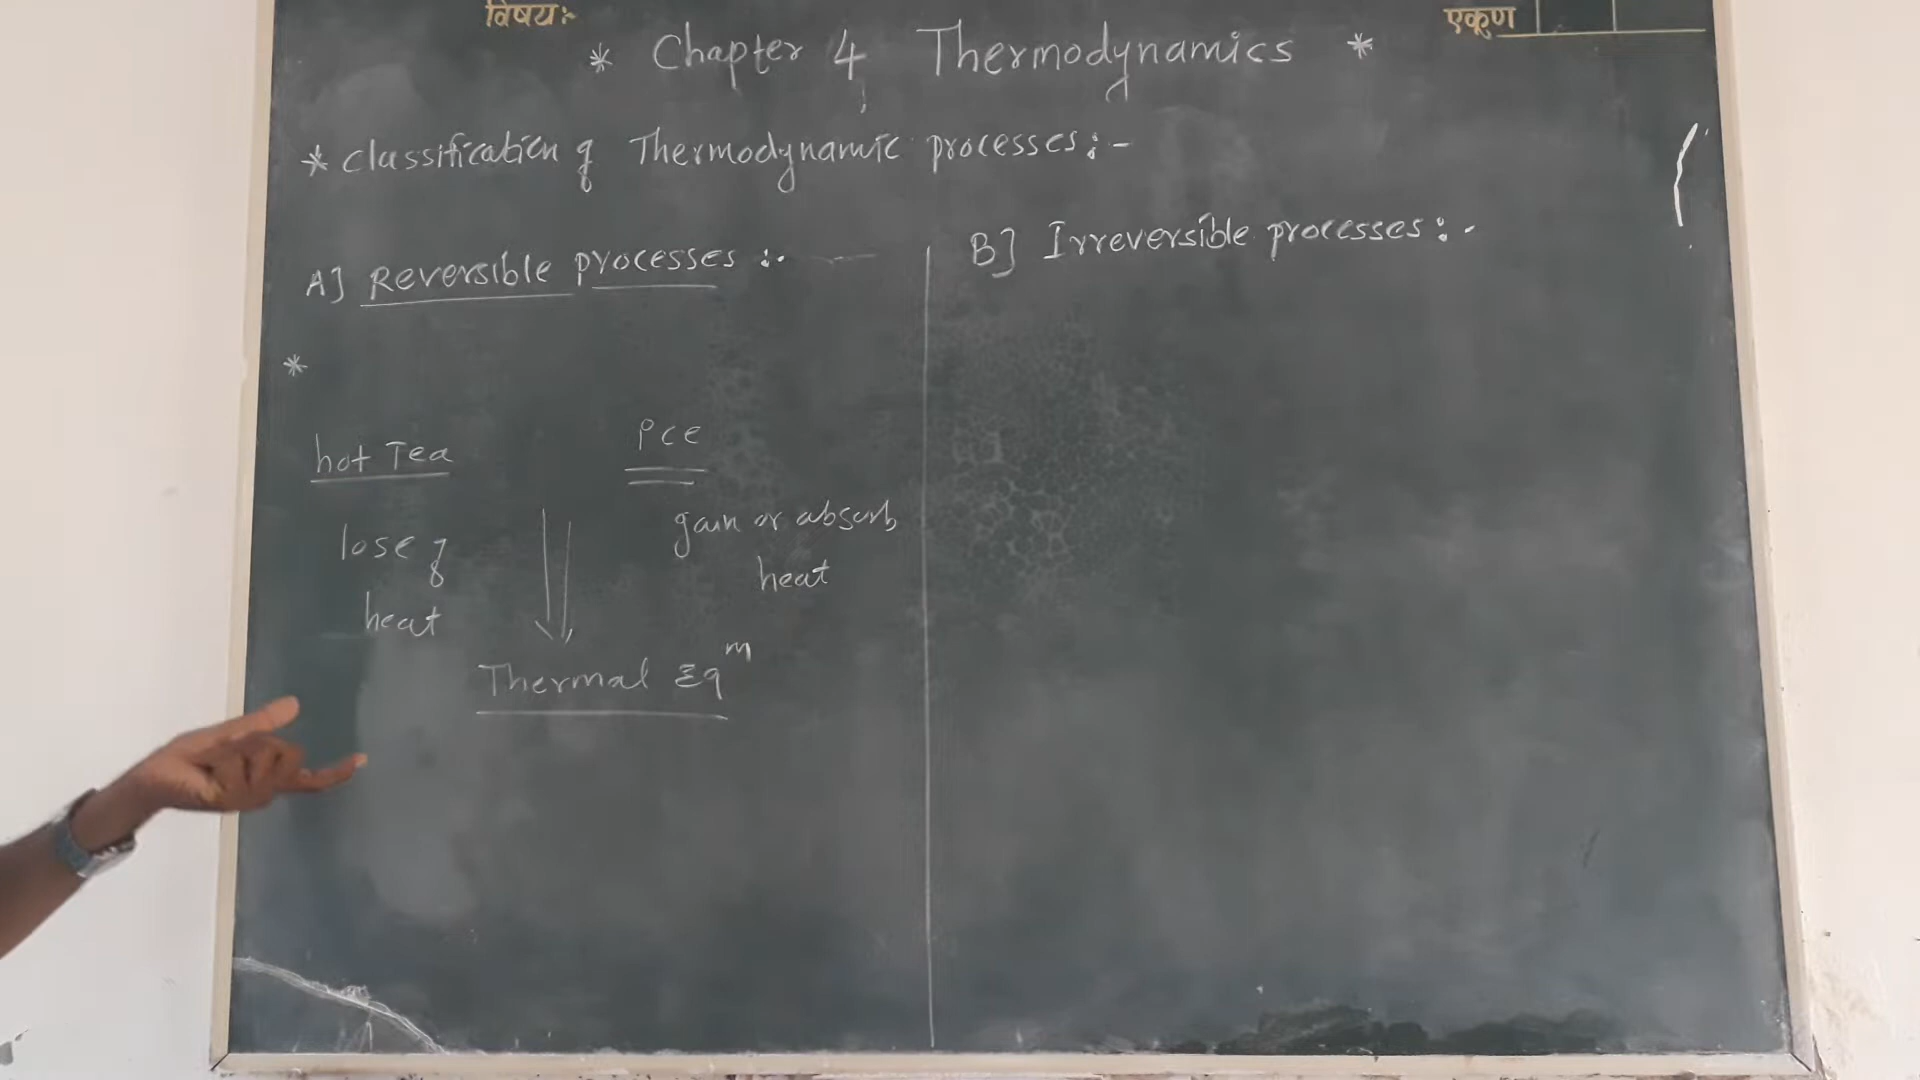 विषयः-
एकूण
* Chapter 4 Thermodynamics *
* Classification of Thermodynamic processes :-
A] Reversible processes :-
B] Irreversible processes :-
*
hot Tea
Pce
lose of
heat
gain or absorb
heat
Thermal Eqᵐ